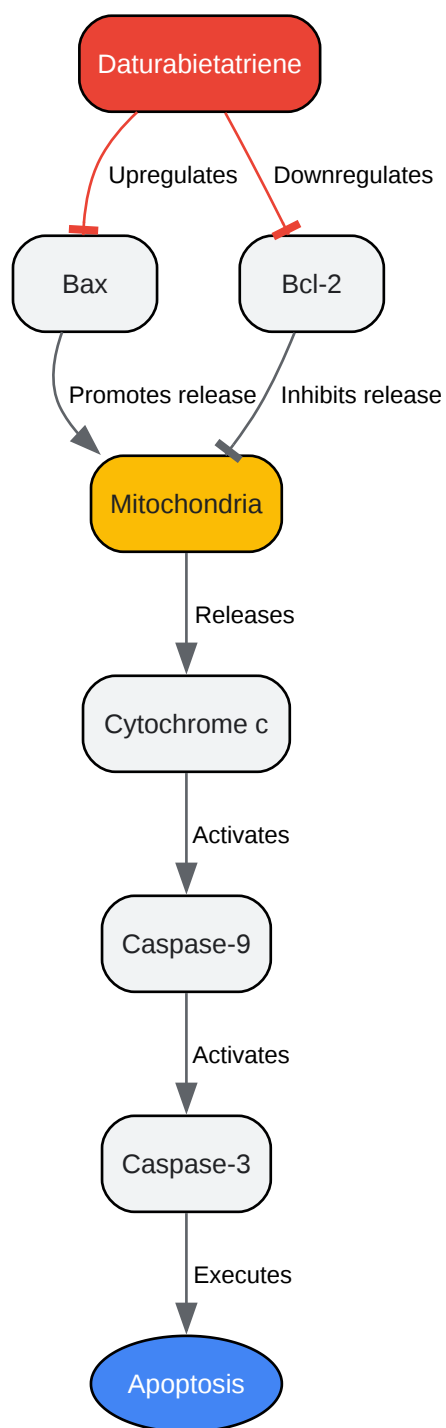 Daturabietatriene
Upregulates
Downregulates
Bax
Bcl-2
Promotes release
Inhibits release
Mitochondria
Releases
Cytochrome c
Activates
Caspase-9
Activates
Caspase-3
Executes
Apoptosis